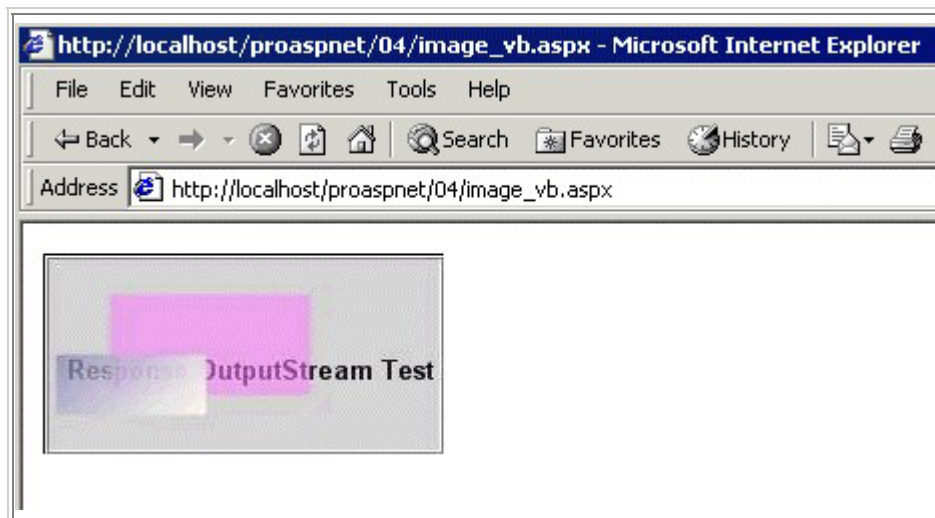 http://localhost/proaspnet/04/image_vb.aspx - Microsoft Internet Explorer
File Edit View Favorites Tools Help
Back Search Favorites History
Address http://localhost/proaspnet/04/image_vb.aspx
Response OutputStream Test